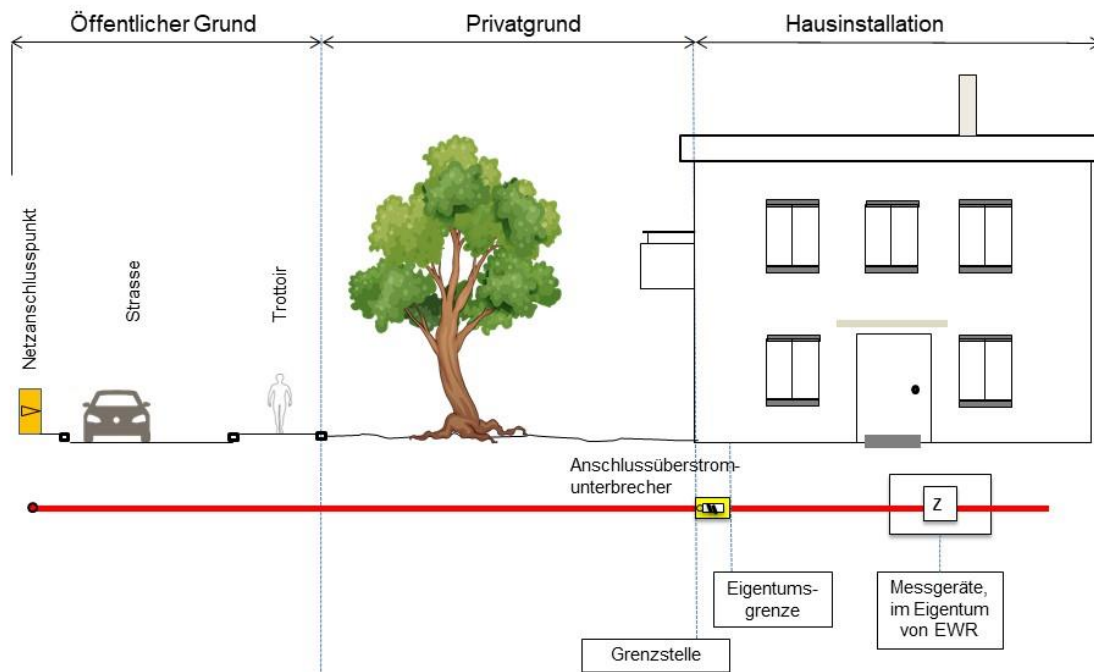 Öffentlicher Grund
Privatgrund
Hausinstallation
Netzanschlusspunkt
Strasse
Trottoir
Anschlussüberstrom-
unterbrecher
Z
Eigentums-
grenze
Messgeräte,
im Eigentum
von EWR
Grenzstelle